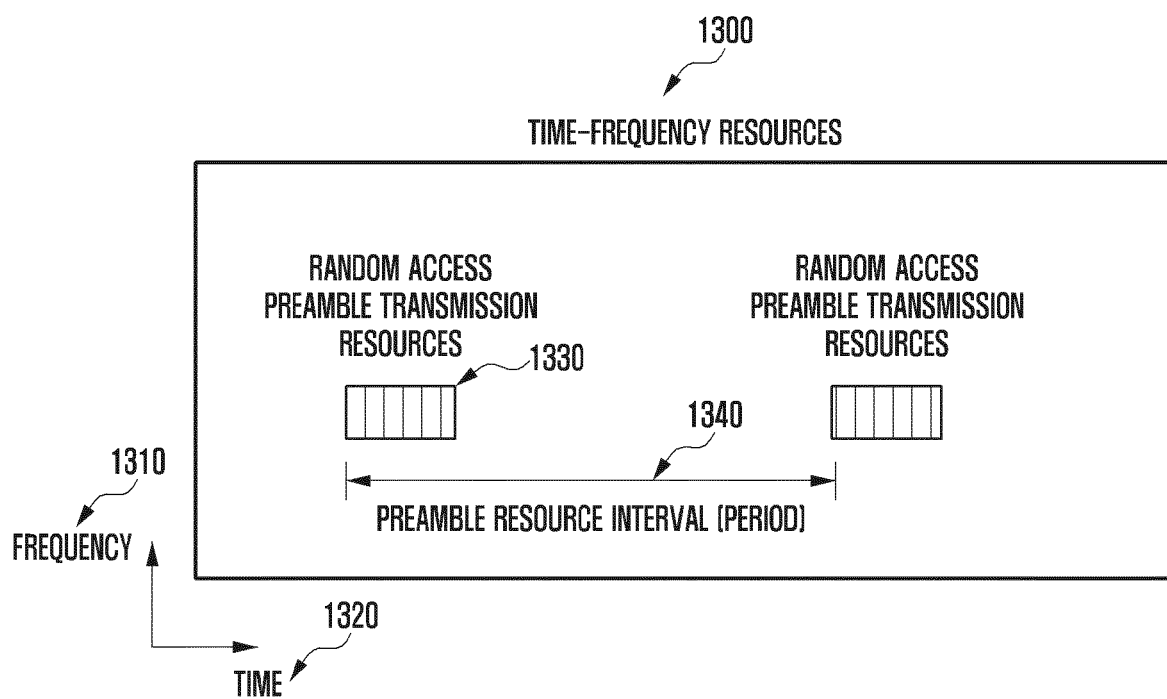 1300
TIME-FREQUENCY RESOURCES
RANDOM ACCESS
PREAMBLE TRANSMISSION
RESOURCES
1330
RANDOM ACCESS
PREAMBLE TRANSMISSION
RESOURCES
1340
PREAMBLE RESOURCE INTERVAL (PERIOD)
1310
FREQUENCY
1320
TIME